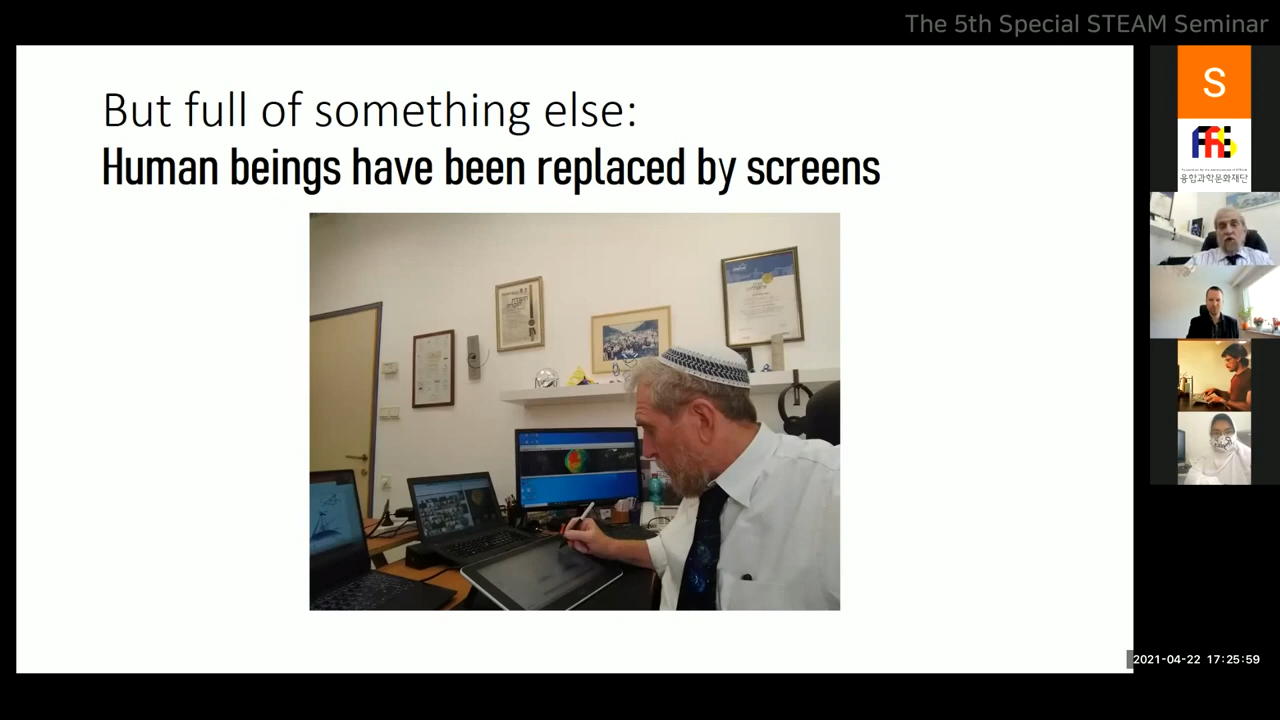 The 5th Special STEAM Seminar
But full of something else:
Human beings have been replaced by screens
S
융합과학문화재단
2021-04-22 17:25:59